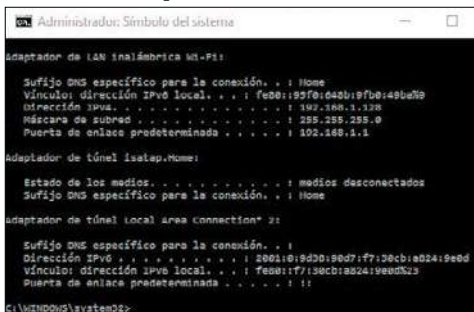 Administrador: Símbolo del sistema
Adaptador de LAN inalámbrica Wi-Fi:
Sufijo DNS específico para la conexión. . : Home
Vínculo: dirección IPv6 local. . . : fe80::95f0:648b:9fb0:49ba%9
Dirección IPv4. . . . . . . . . . . . . . : 192.168.1.128
Máscara de subred . . . . . . . . . . . . : 255.255.255.0
Puerta de enlace predeterminada . . . . . : 192.168.1.1
Adaptador de túnel isatap.Home:
Estado de los medios. . . . . . . . . . . : medios desconectados
Sufijo DNS específico para la conexión. . : Home
Adaptador de túnel Local Area Connection* 2:
Sufijo DNS específico para la conexión. . :
Dirección IPv6 . . . . . . . . . . : 2001:0:9d38:90d7:f7:30cb:a824:9e0d
Vínculo: dirección IPv6 local. . . : fe80::f7:30cb:a824:9e0d%23
Puerta de enlace predeterminada . . . . . : ::
C:\WINDOWS\system32>